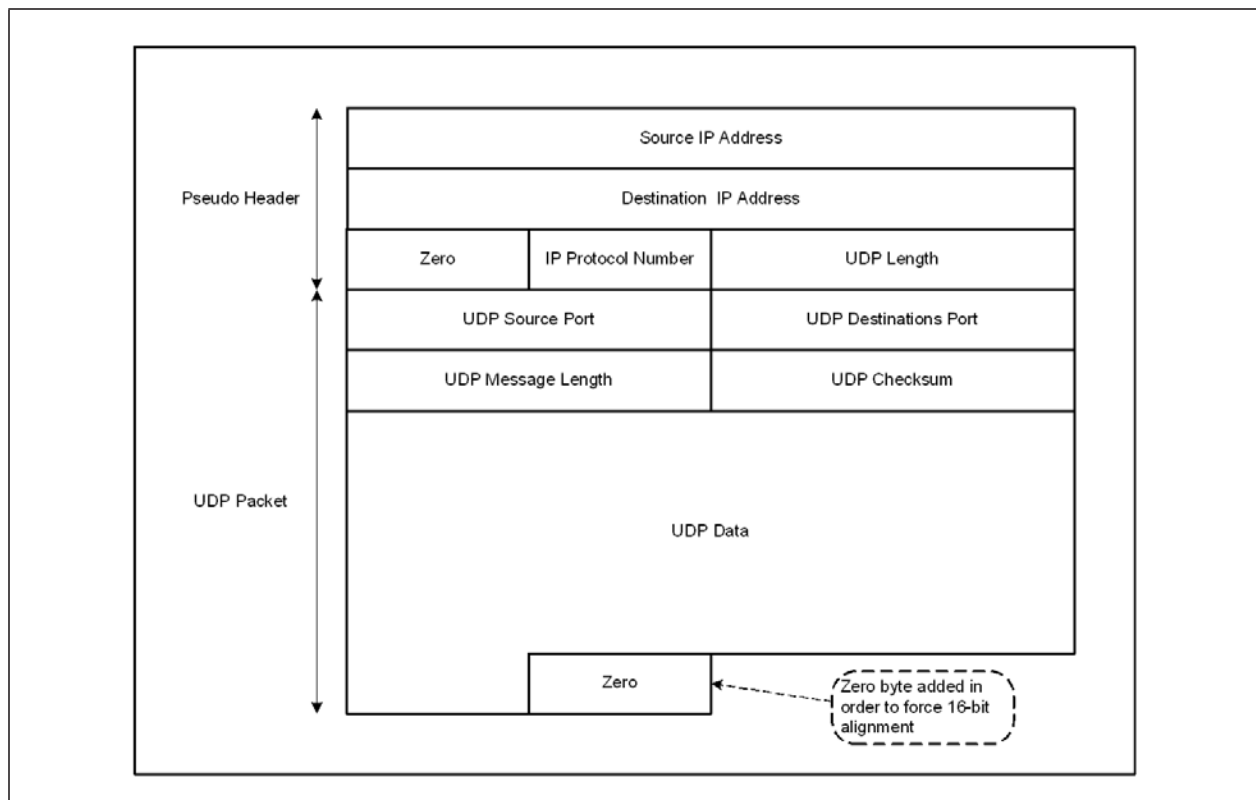 Source IP Address
Pseudo Header
Destination IP Address
Zero
IP Protocol Number
UDP Length
UDP Source Port
UDP Destinations Port
UDP Message Length
UDP Checksum
UDP Packet
UDP Data
Zero
Zero byte added in
order to force 16-bit
alignment